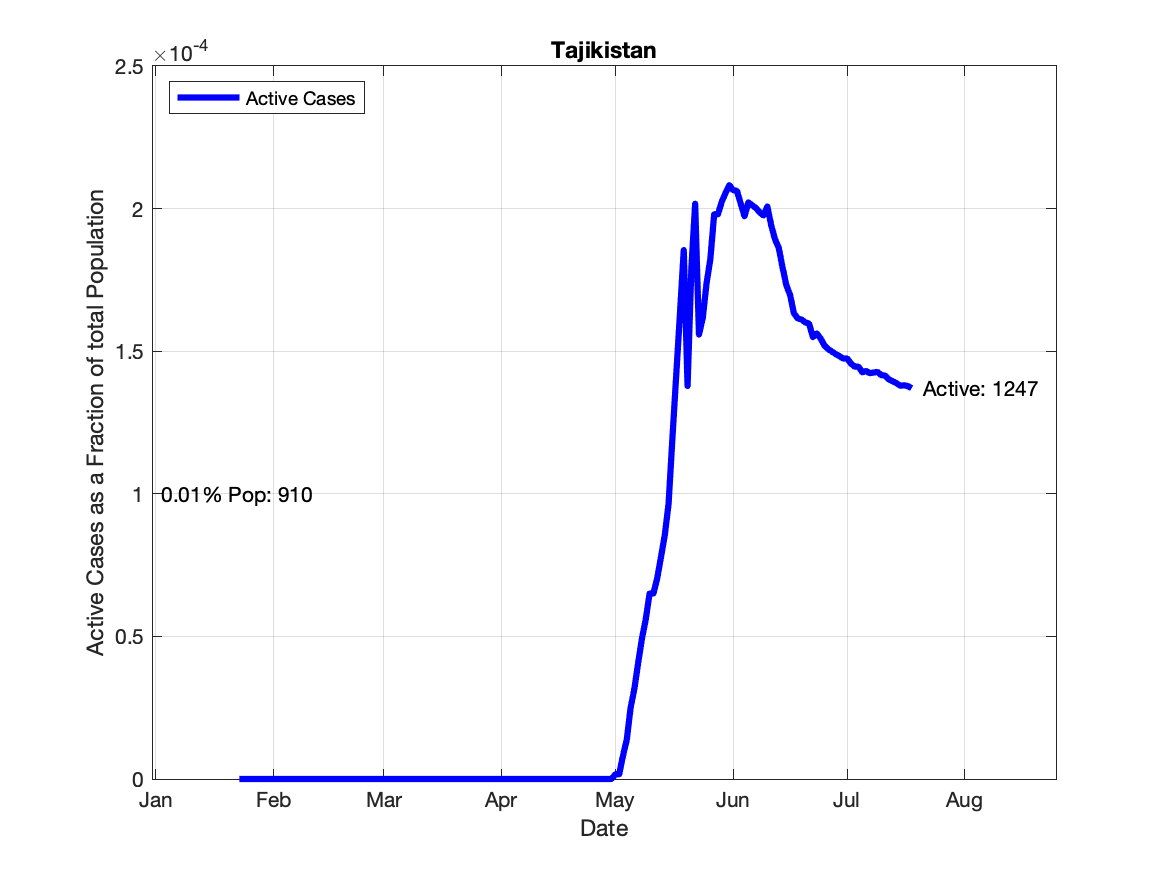 Tajikistan
×10^-4
Active Cases
2.5
2
1.5
1
0.5
0
Active Cases as a Fraction of total Population
0.01% Pop: 910
Active: 1247
Jan Feb Mar Apr May Jun Jul Aug
Date